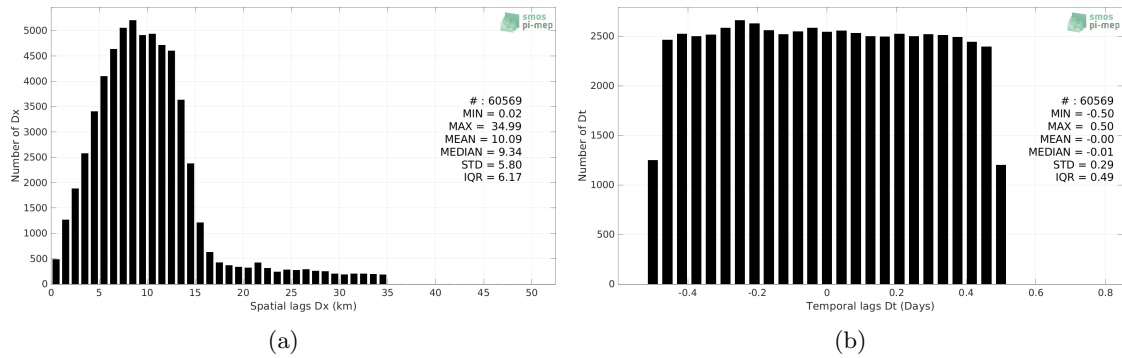 smos
pi-mep
# : 60569
MIN = 0.02
MAX = 34.99
MEAN = 10.09
MEDIAN = 9.34
STD = 5.80
IQR = 6.17
Number of Dx
5000
4500
4000
3500
3000
2500
2000
1500
1000
500
0
0 5 10 15 20 25 30 35 40 45 50
Spatial lags Dx (km)
(a)
smos
pi-mep
# : 60569
MIN = -0.50
MAX = 0.50
MEAN = -0.00
MEDIAN = -0.01
STD = 0.29
IQR = 0.49
Number of Dt
2500
2000
1500
1000
500
0
-0.4 -0.2 0 0.2 0.4 0.6 0.8
Temporal lags Dt (Days)
(b)